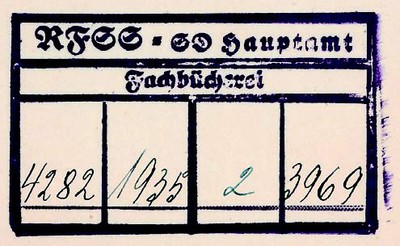 RFSS - SD Hauptamt
Fachbücherei
4282 1935 2 3969